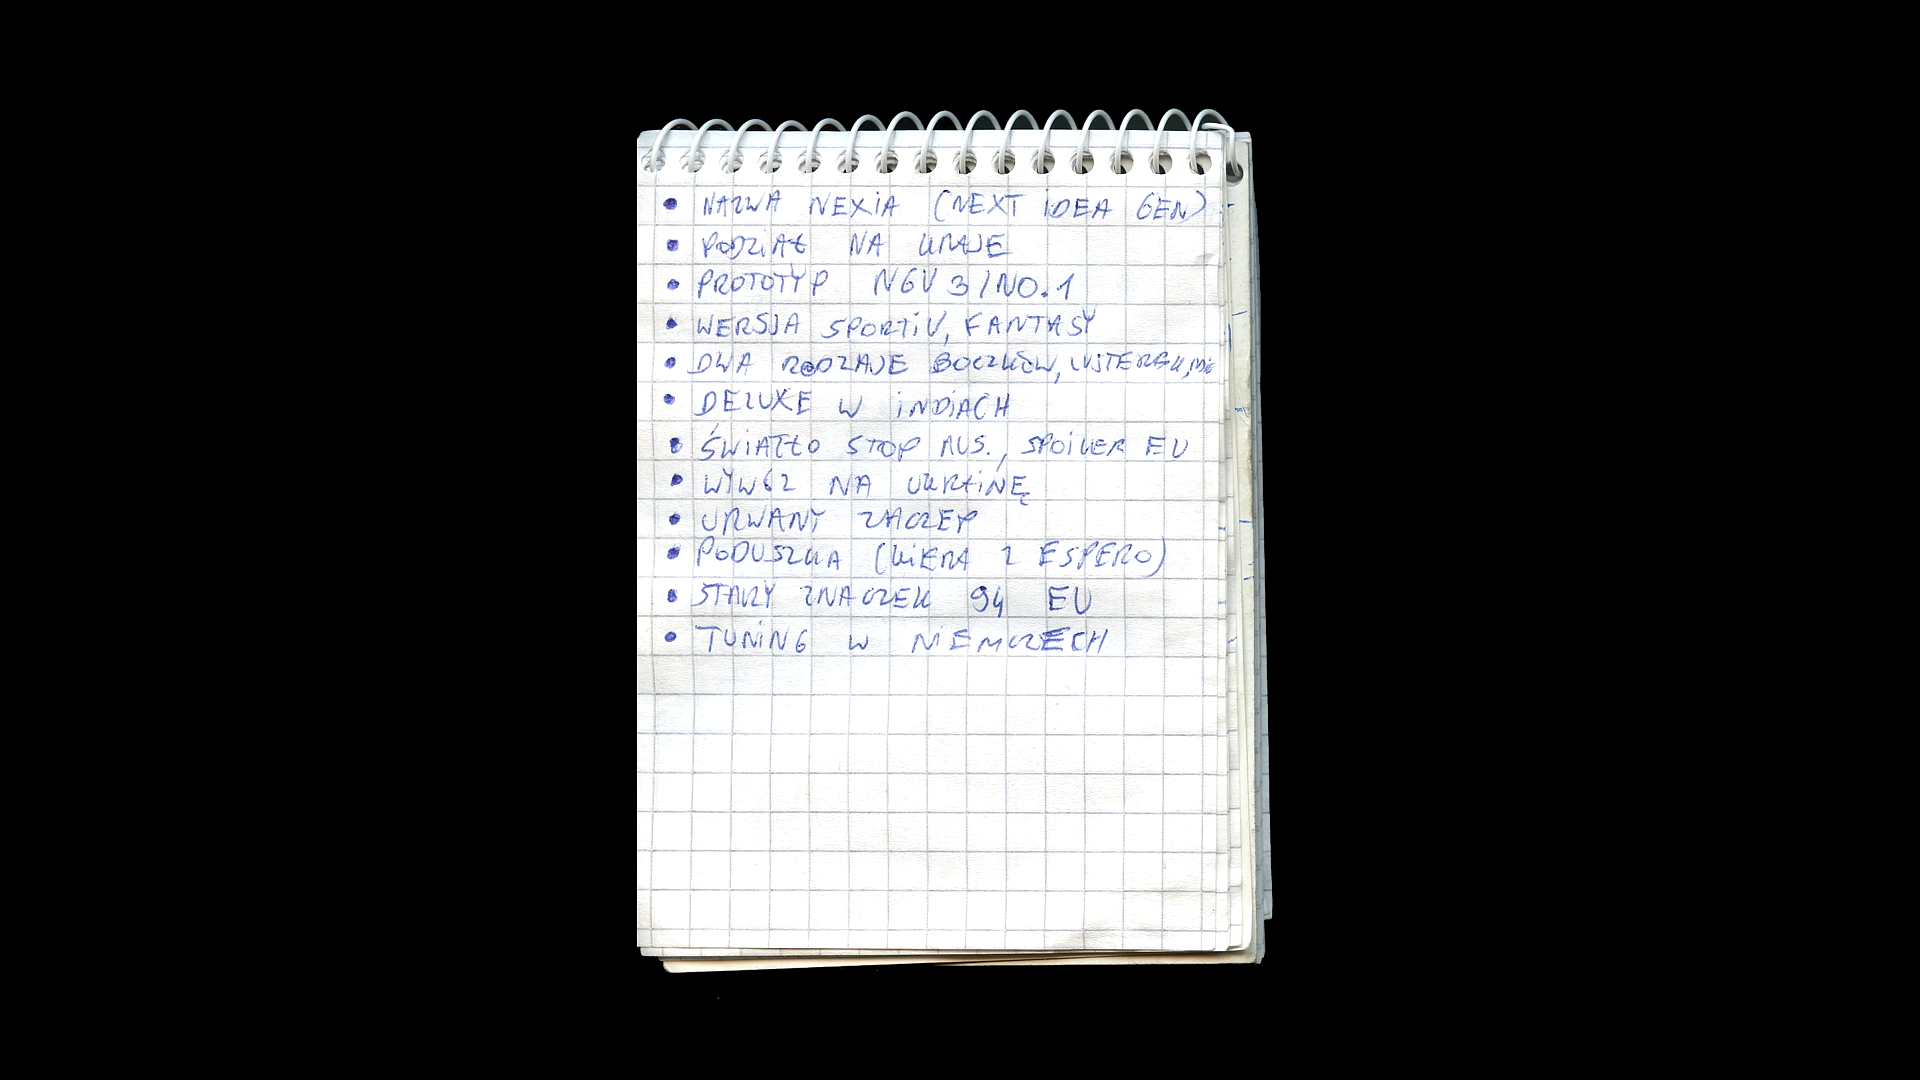 • NAZWA NEXIA (NEXT IDEA GEN)
• PODZIAŁ NA KRAJE
• PROTOTYP NGV 3/NO.1
• WERSJA SPORTIV, FANTASY
• DWA RODZAJE BOCZKÓW, LUSTEREK,
• DELUXE W INDIACH
• ŚWIATŁO STOP AUS., SPOILER EU
• WYWÓZ NA UKRAINĘ
• URWANY ZACZEP
• PODUSZKA (KIERA Z ESPERO)
• STARY ZNACZEK 94 EU
• TUNING W NIEMCZECH